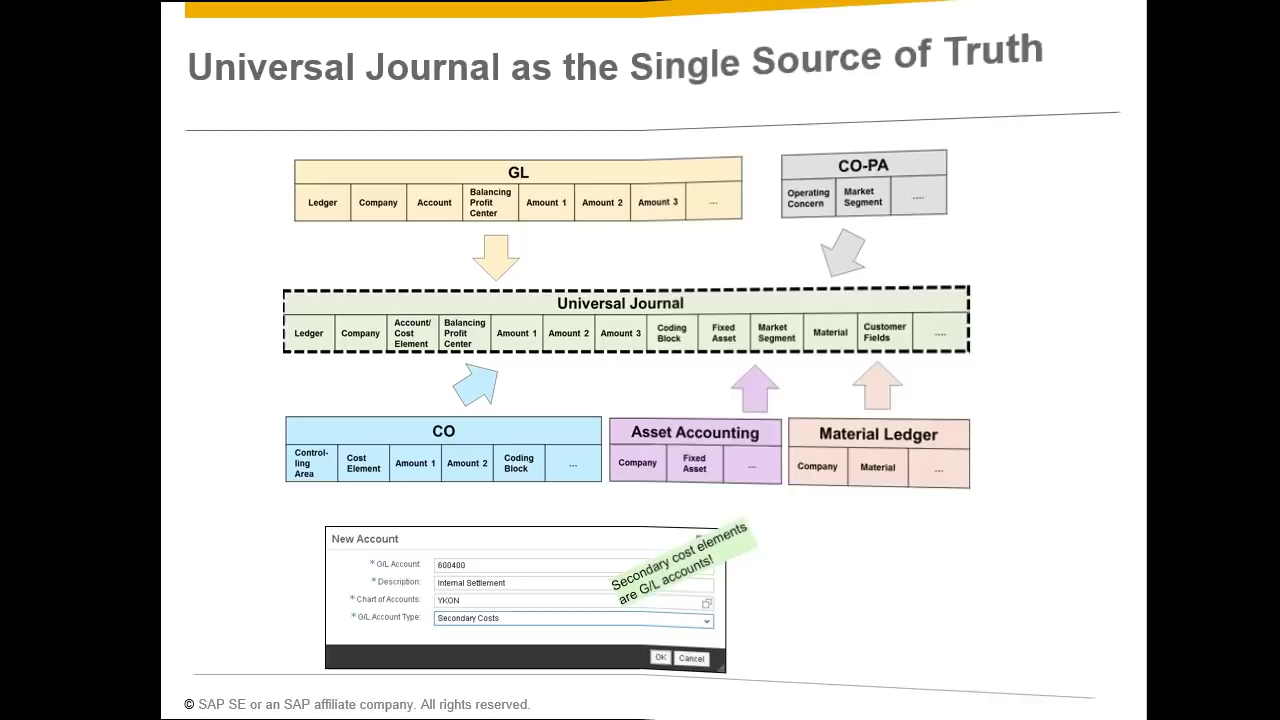 Universal Journal as the Single Source of Truth
GL
Ledger
Company
Account
Balancing
Profit
Center
Amount 1
Amount 2
Amount 3
...
CO-PA
Operating
Concern
Market
Segment
....
Universal Journal
Ledger
Company
Account/
Cost
Element
Balancing
Profit
Center
Amount 1
Amount 2
Amount 3
Coding
Block
Fixed
Asset
Market
Segment
Material
Customer
Fields
....
CO
Control-
ling
Area
Cost
Element
Amount 1
Amount 2
Coding
Block
...
Asset Accounting
Company
Fixed
Asset
...
Material Ledger
Company
Material
...
New Account
* G/L Account: 600400
* Description: Internal Settlement
* Chart of Accounts: YKON
* G/L Account Type: Secondary Costs
OK Cancel
Secondary cost elements
are G/L accounts!
© SAP SE or an SAP affiliate company. All rights reserved.